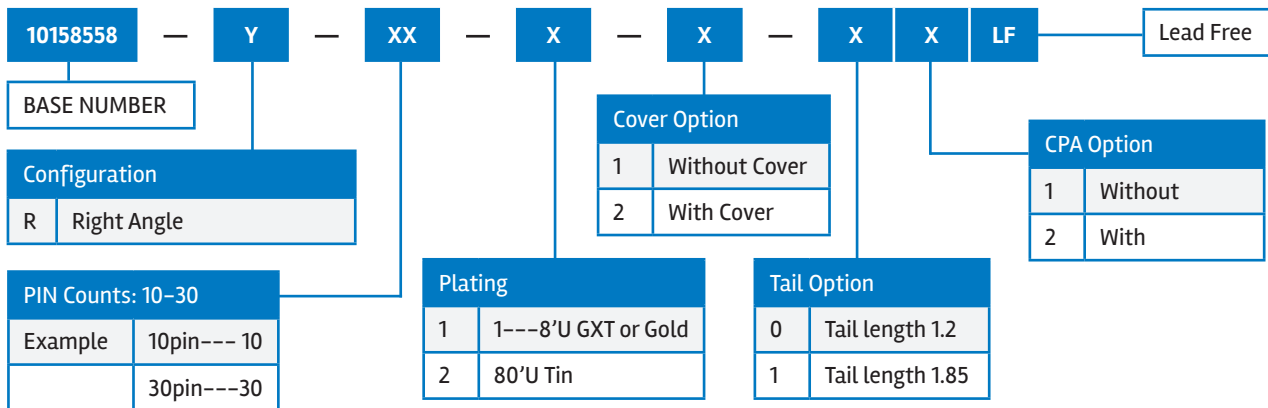 10158558 — Y — XX — X — X — X X LF
Lead Free
BASE NUMBER
Configuration
R Right Angle
PIN Counts: 10-30
Example 10pin--- 10
30pin---30
Plating
1 1---8'U GXT or Gold
2 80'U Tin
Cover Option
1 Without Cover
2 With Cover
Tail Option
0 Tail length 1.2
1 Tail length 1.85
CPA Option
1 Without
2 With